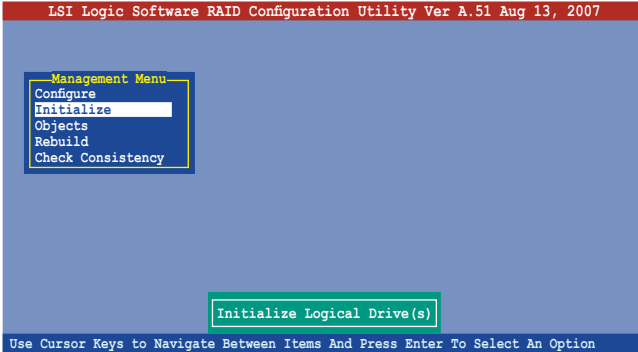 LSI Logic Software RAID Configuration Utility Ver A.51 Aug 13, 2007
Management Menu
Configure
Initialize
Objects
Rebuild
Check Consistency
Initialize Logical Drive(s)
Use Cursor Keys to Navigate Between Items And Press Enter To Select An Option